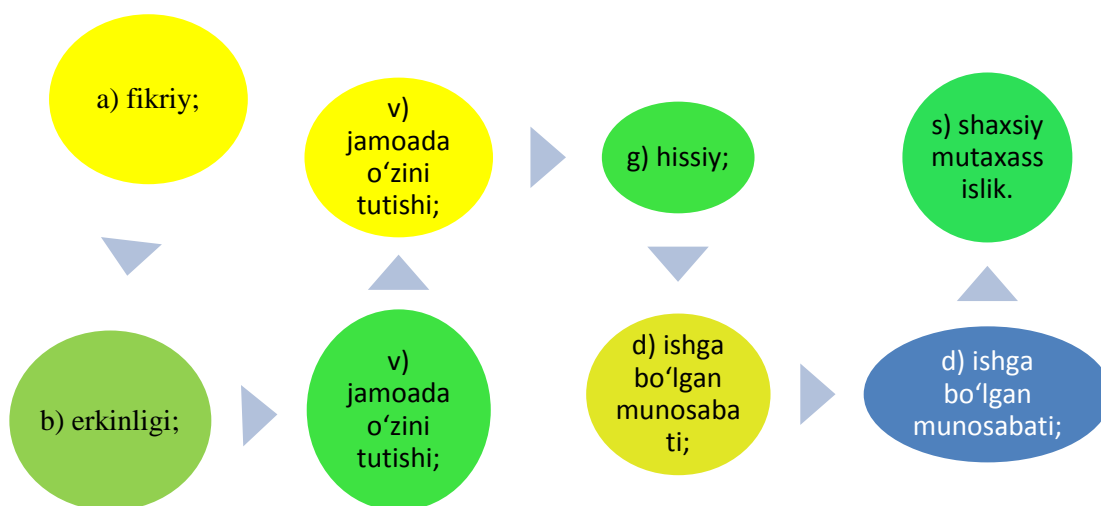 a) fikriy;
b) erkinligi;
v)
jamoada
o‘zini
tutishi;
v)
jamoada
o‘zini
tutishi;
g) hissiy;
d) ishga
bo‘lgan
munosaba
ti;
d) ishga
bo‘lgan
munosabati;
s) shaxsiy
mutaxass
islik.